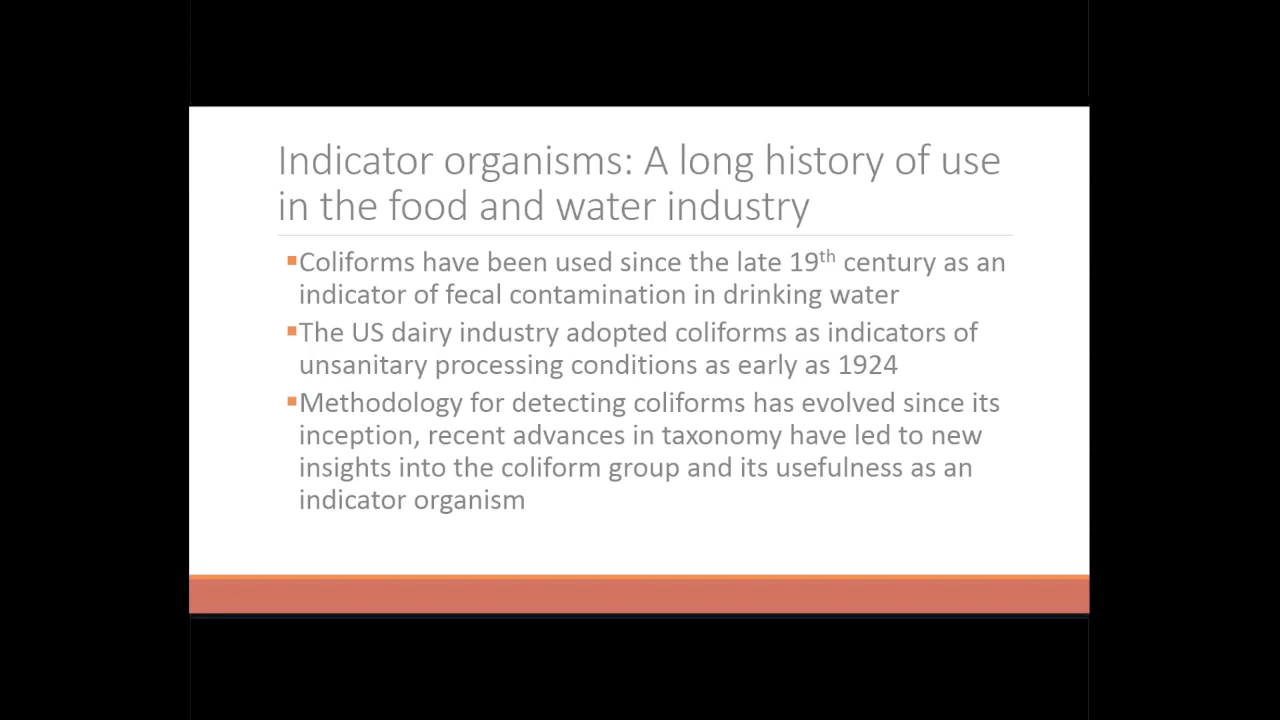 Indicator organisms: A long history of use
in the food and water industry
▪Coliforms have been used since the late 19th century as an
indicator of fecal contamination in drinking water
▪The US dairy industry adopted coliforms as indicators of
unsanitary processing conditions as early as 1924
▪Methodology for detecting coliforms has evolved since its
inception, recent advances in taxonomy have led to new
insights into the coliform group and its usefulness as an
indicator organism